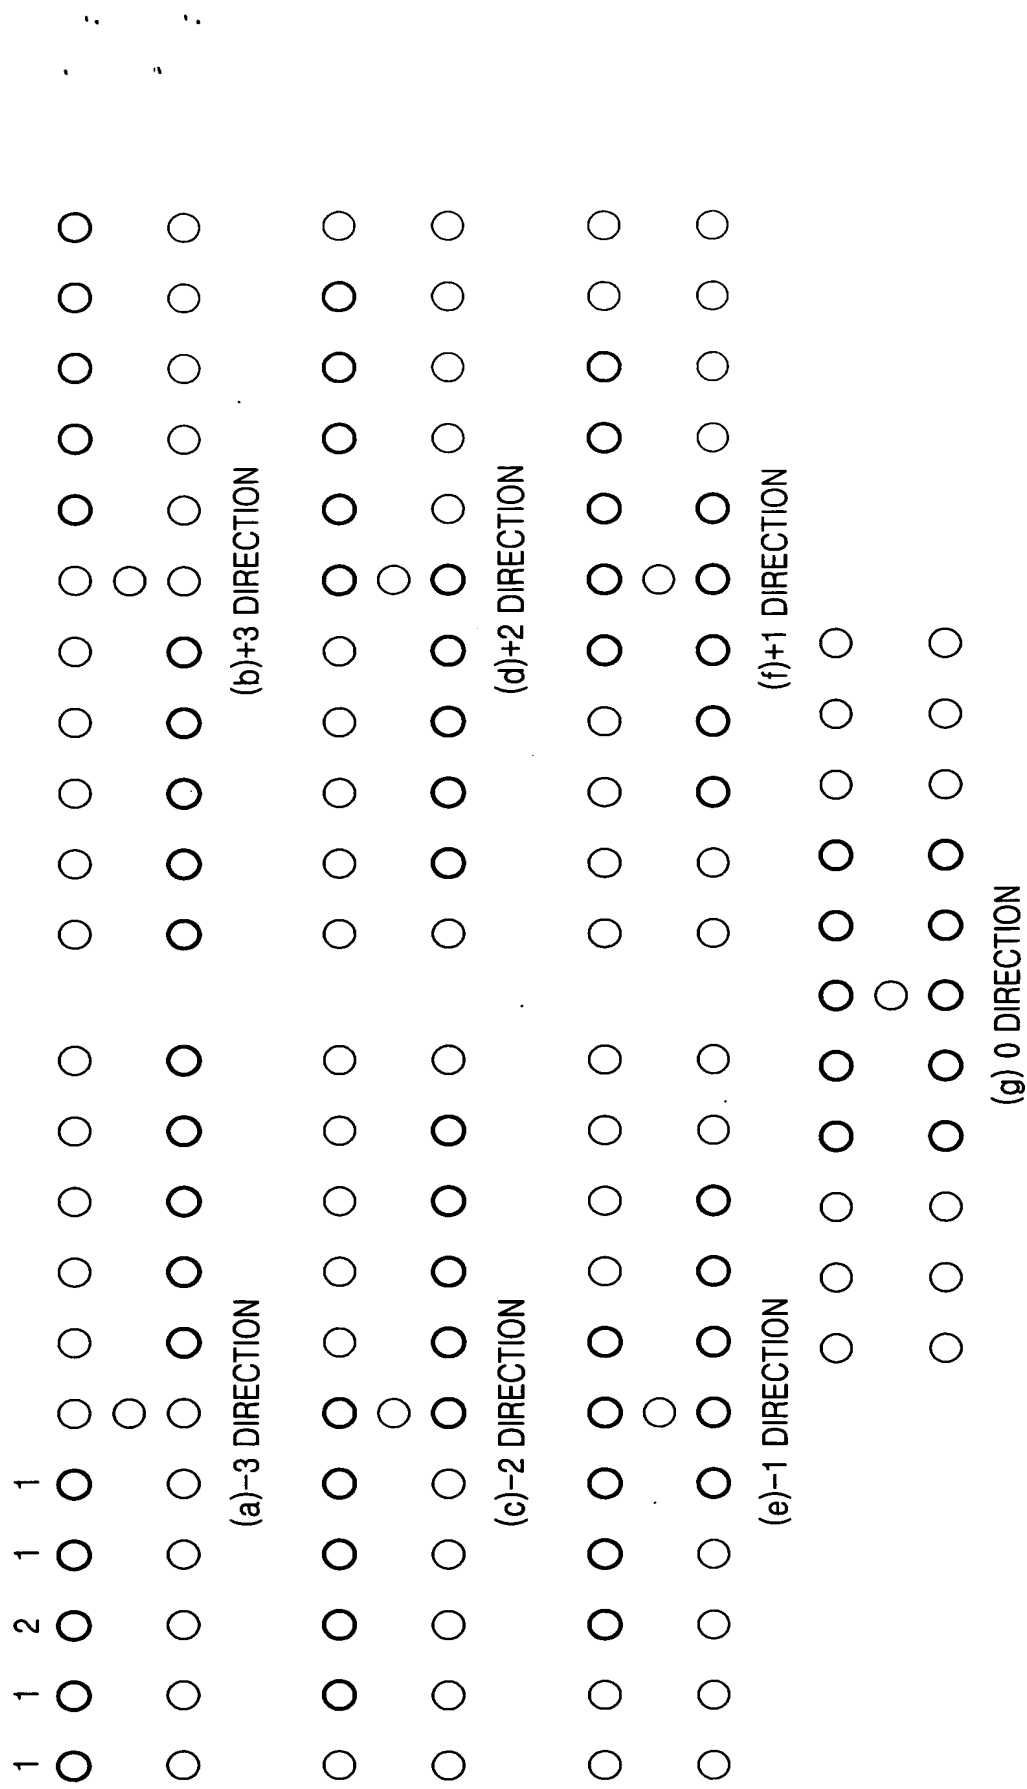 1 1 2 1 1
(a)−3 DIRECTION
(b)+3 DIRECTION
(c)−2 DIRECTION
(d)+2 DIRECTION
(e)−1 DIRECTION
(f)+1 DIRECTION
(g) 0 DIRECTION